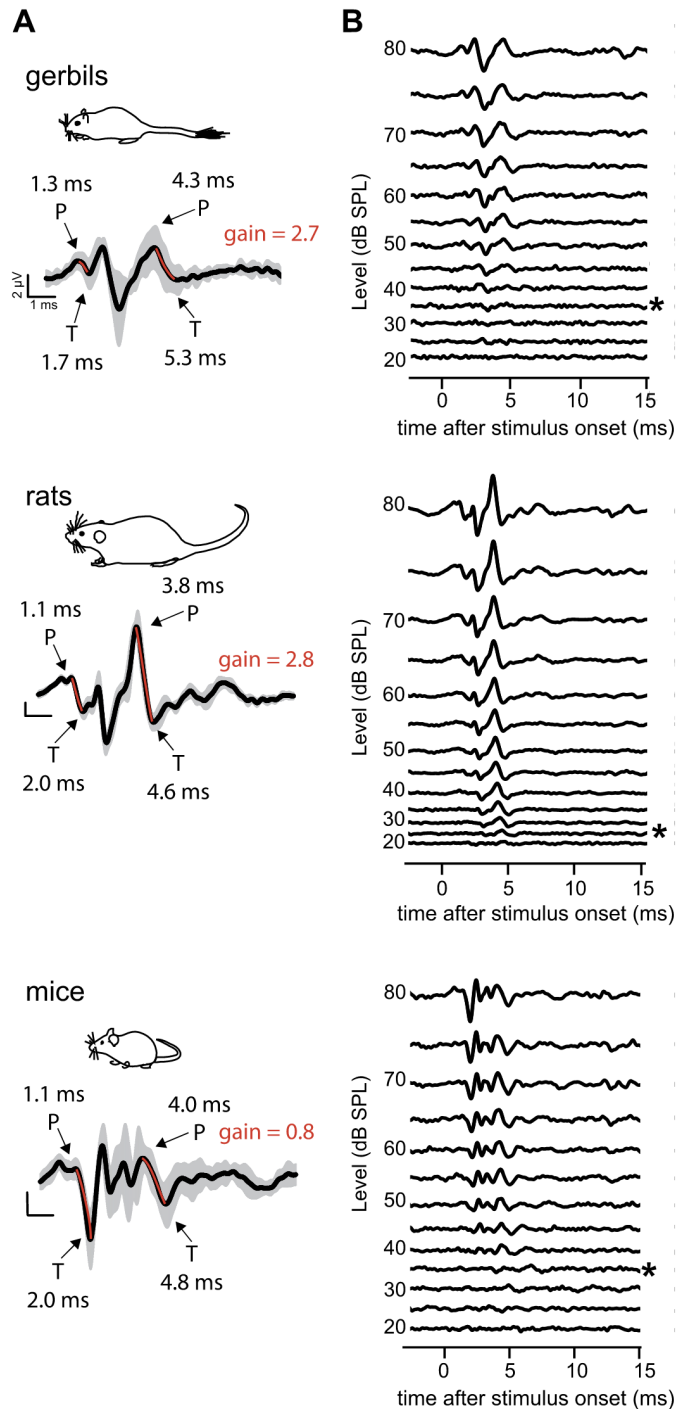 A
gerbils
1.3 ms
P
4.3 ms
P
gain = 2.7
2 µV
1 ms
T
1.7 ms
T
5.3 ms
rats
3.8 ms
1.1 ms
P
P
gain = 2.8
T
2.0 ms
T
4.6 ms
mice
1.1 ms
P
4.0 ms
P
gain = 0.8
T
2.0 ms
T
4.8 ms
B
Level (dB SPL)
80
70
60
50
40
*
30
20
0 5 10 15
time after stimulus onset (ms)
Level (dB SPL)
80
70
60
50
40
30
*
20
0 5 10 15
time after stimulus onset (ms)
Level (dB SPL)
80
70
60
50
40
*
30
20
0 5 10 15
time after stimulus onset (ms)